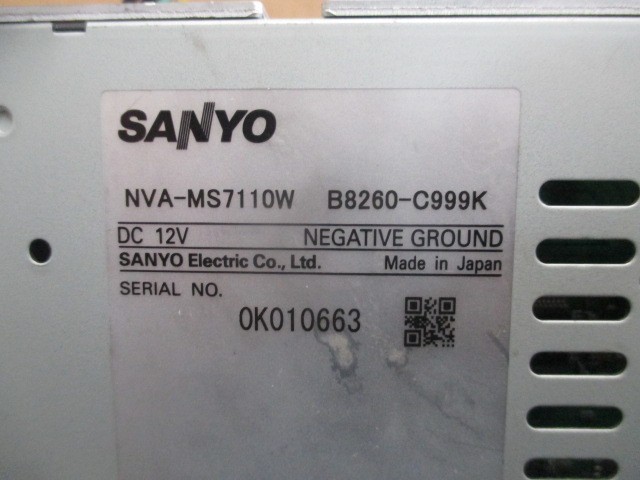 SANYO
NVA-MS7110W B8260-C999K
DC 12V NEGATIVE GROUND
SANYO Electric Co., Ltd. Made in Japan
SERIAL NO.
0K010663